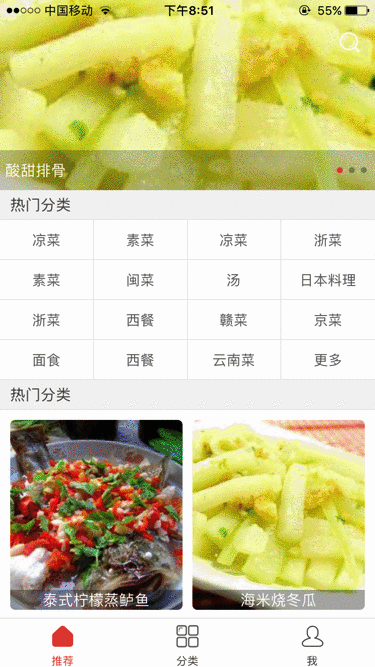 中国移动 下午8:51 55%
酸甜排骨
热门分类
凉菜 素菜 凉菜 浙菜
素菜 闽菜 汤 日本料理
浙菜 西餐 赣菜 京菜
面食 西餐 云南菜 更多
热门分类
泰式柠檬蒸鲈鱼 海米烧冬瓜
推荐 分类 我